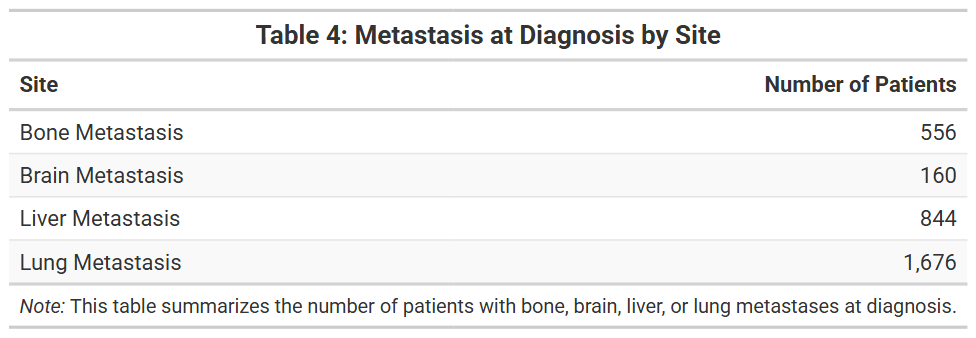 Table 4: Metastasis at Diagnosis by Site
Site Number of Patients
Bone Metastasis 556
Brain Metastasis 160
Liver Metastasis 844
Lung Metastasis 1,676
Note: This table summarizes the number of patients with bone, brain, liver, or lung metastases at diagnosis.